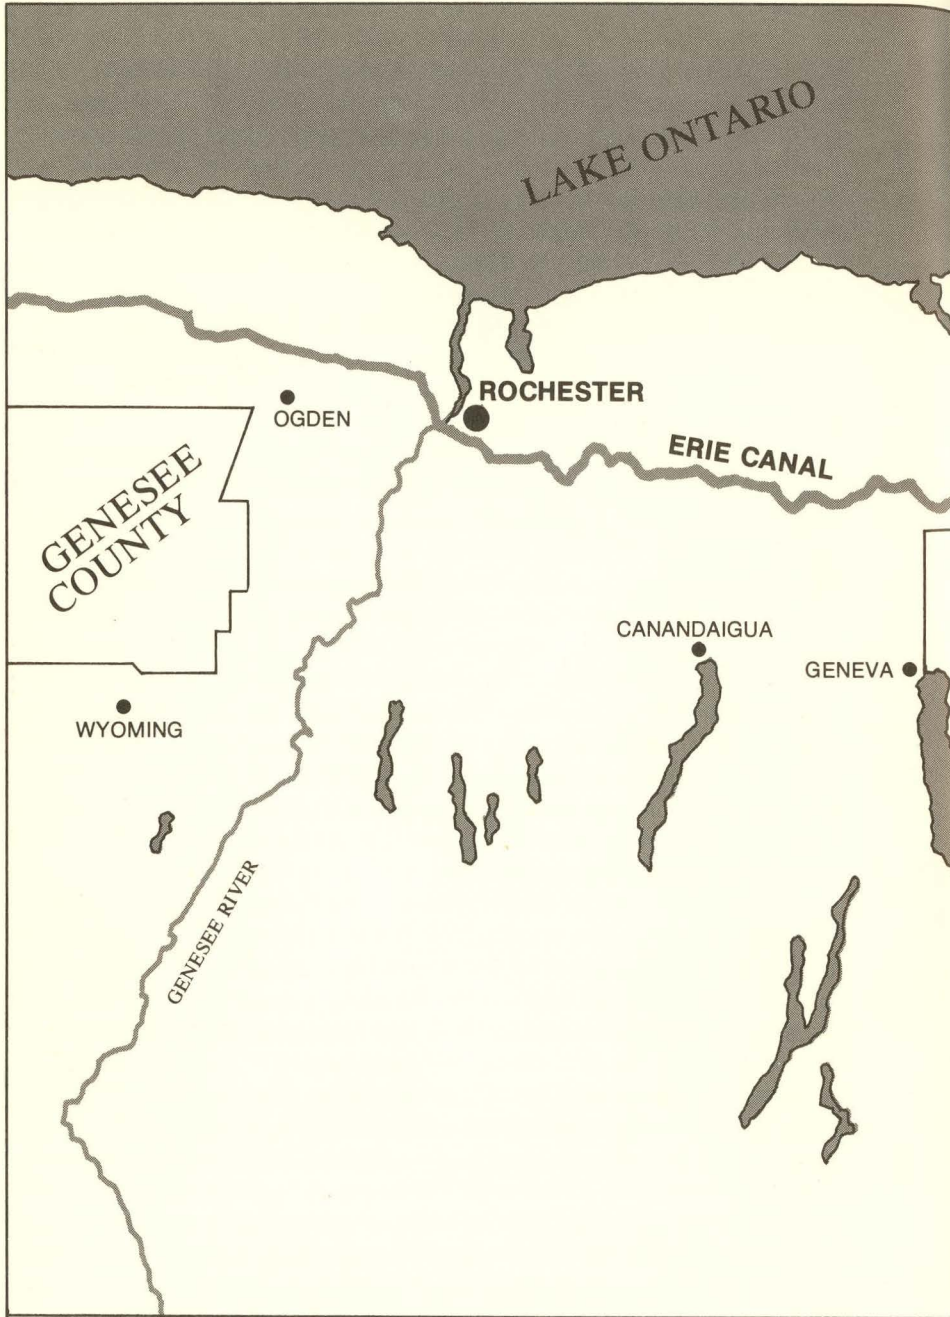 LAKE ONTARIO
ROCHESTER
OGDEN
ERIE CANAL
GENESEE
COUNTY
CANANDAIGUA
GENEVA
WYOMING
GENESEE RIVER